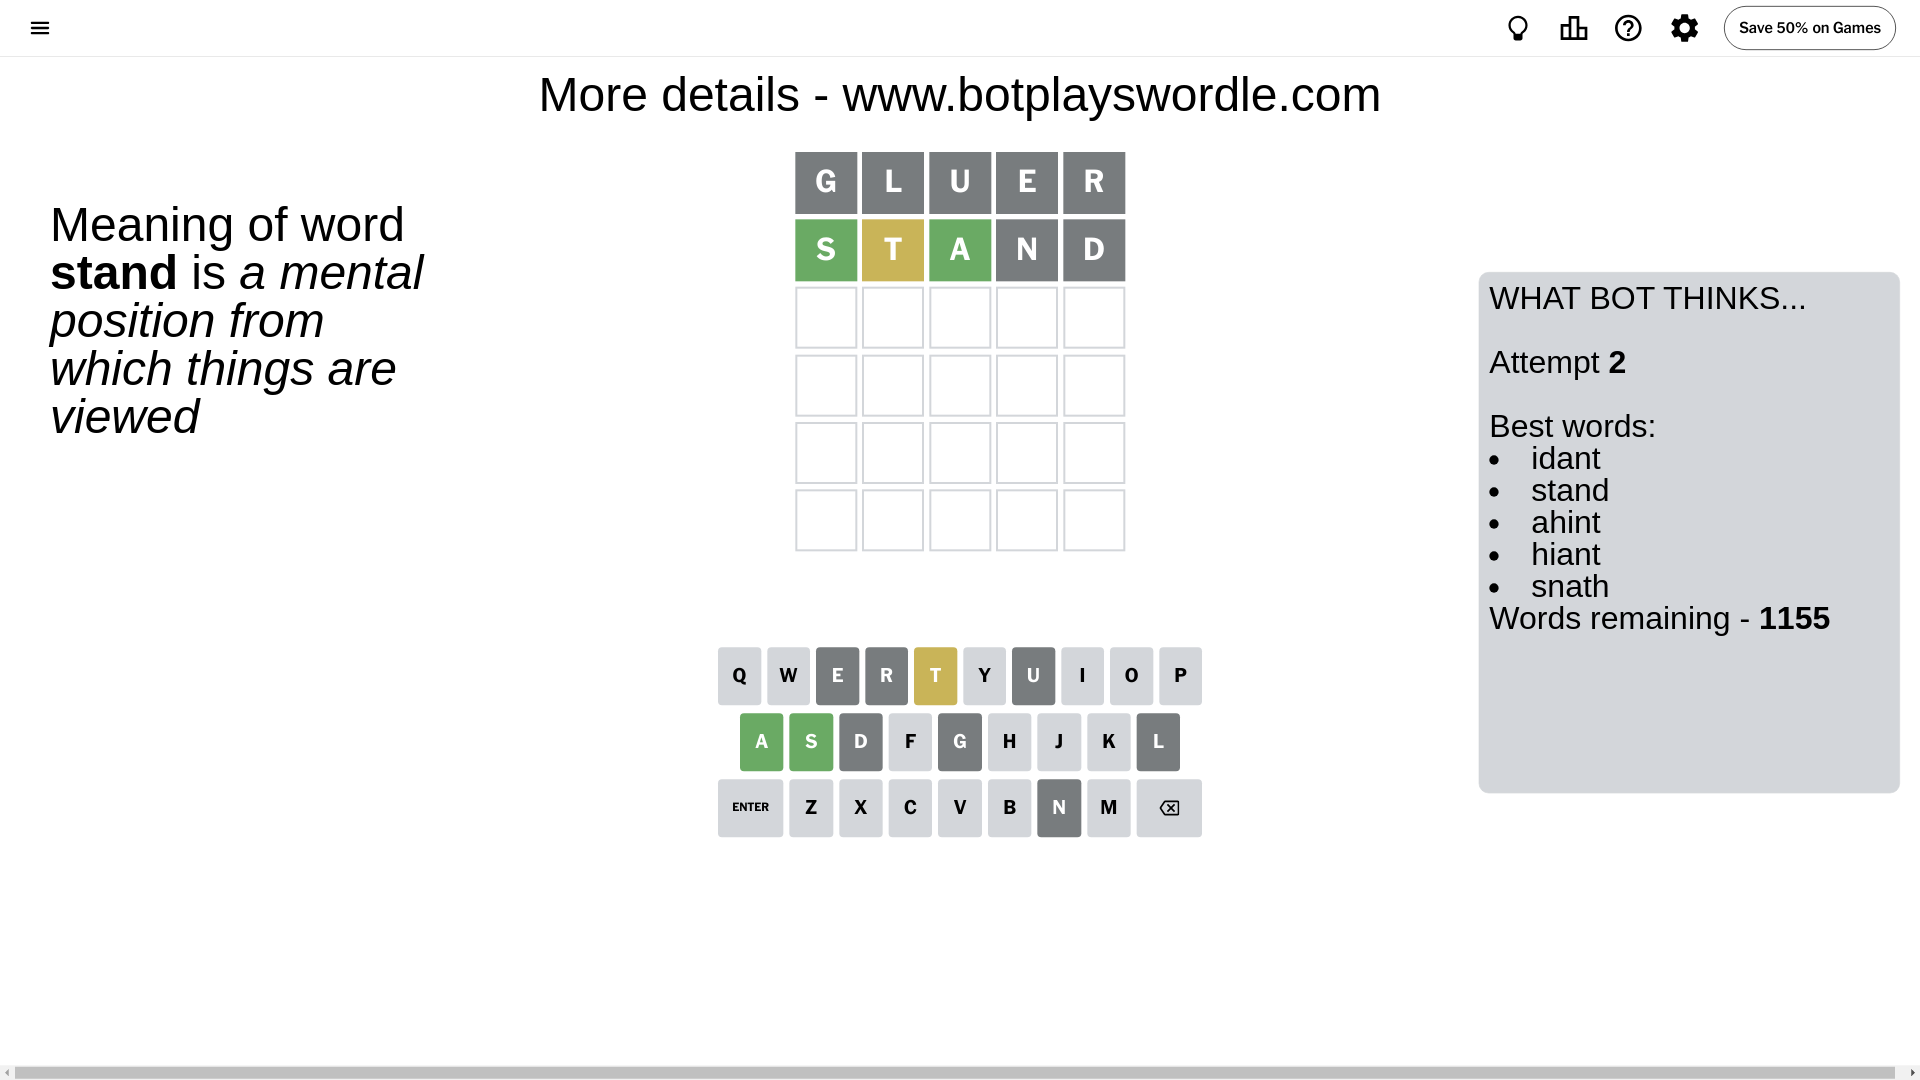 Save 50% on Games
More details - www.botplayswordle.com
Meaning of word
stand is a mental
position from
which things are
viewed
G L U E R
S T A N D
WHAT BOT THINKS...
Attempt 2
Best words:
• idant
• stand
• ahint
• hiant
• snath
Words remaining - 1155
Q W E R T Y U I O P
A S D F G H J K L
ENTER Z X C V B N M